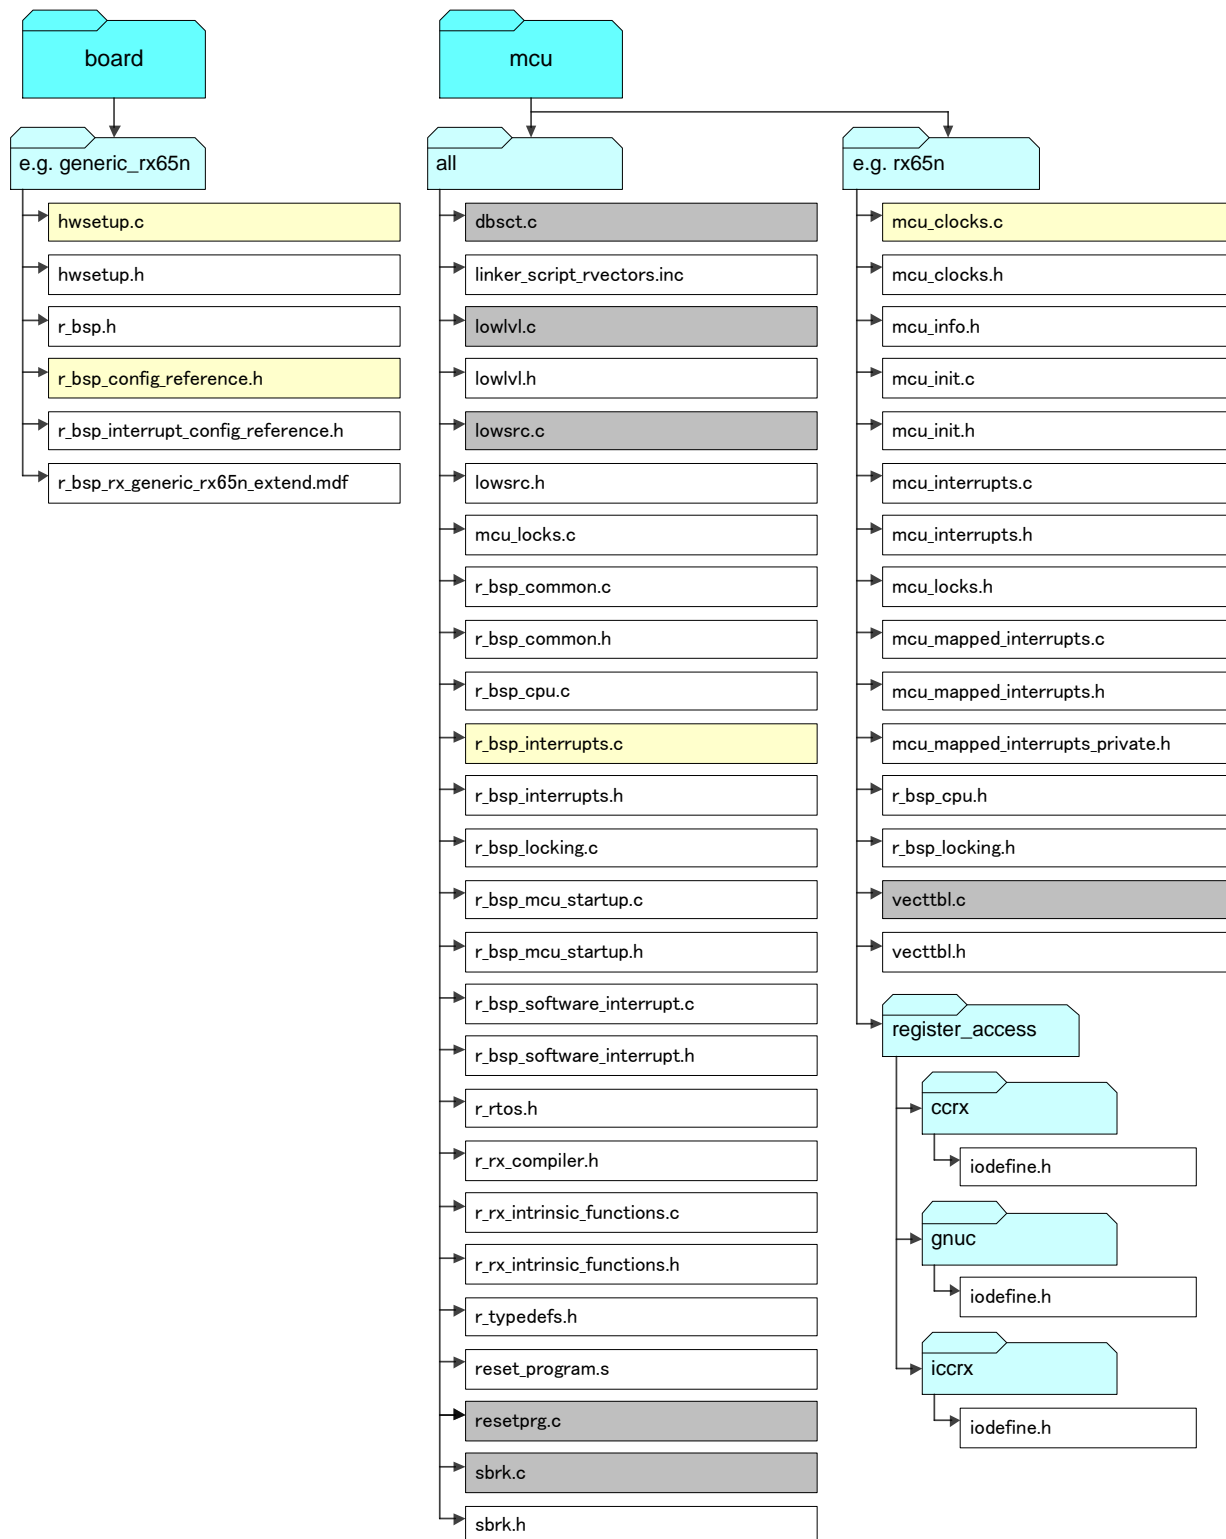 board
e.g. generic_rx65n
hwsetup.c
hwsetup.h
r_bsp.h
r_bsp_config_reference.h
r_bsp_interrupt_config_reference.h
r_bsp_rx_generic_rx65n_extend.mdf
mcu
all
dbsct.c
linker_script_rvectors.inc
lowlvl.c
lowlvl.h
lowsrc.c
lowsrc.h
mcu_locks.c
r_bsp_common.c
r_bsp_common.h
r_bsp_cpu.c
r_bsp_interrupts.c
r_bsp_interrupts.h
r_bsp_locking.c
r_bsp_mcu_startup.c
r_bsp_mcu_startup.h
r_bsp_software_interrupt.c
r_bsp_software_interrupt.h
r_rtos.h
r_rx_compiler.h
r_rx_intrinsic_functions.c
r_rx_intrinsic_functions.h
r_typedefs.h
reset_program.s
resetprg.c
sbrk.c
sbrk.h
e.g. rx65n
mcu_clocks.c
mcu_clocks.h
mcu_info.h
mcu_init.c
mcu_init.h
mcu_interrupts.c
mcu_interrupts.h
mcu_locks.h
mcu_mapped_interrupts.c
mcu_mapped_interrupts.h
mcu_mapped_interrupts_private.h
r_bsp_cpu.h
r_bsp_locking.h
vecttbl.c
vecttbl.h
register_access
ccrx
iodefine.h
gnuc
iodefine.h
iccrx
iodefine.h